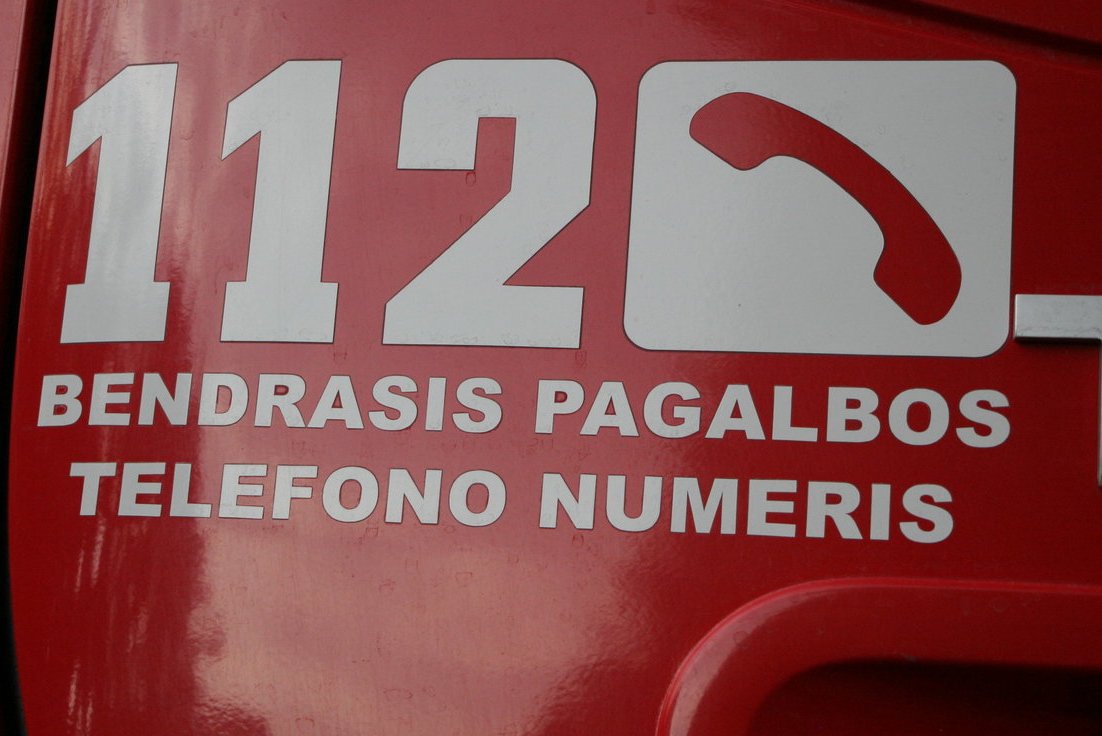 112
BENDRASIS PAGALBOS
TELEFONO NUMERIS